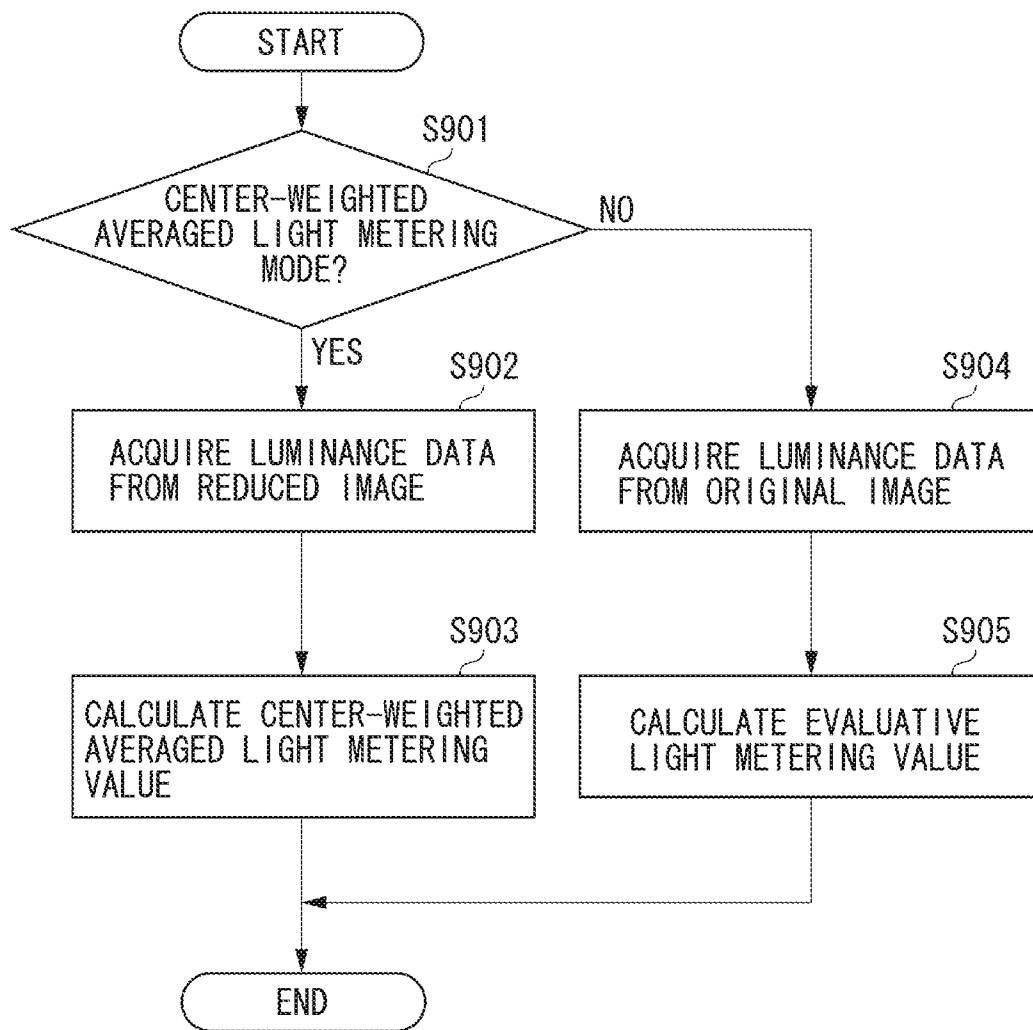 START
S901
CENTER-WEIGHTED
AVERAGED LIGHT METERING
MODE?
NO
YES
S902
ACQUIRE LUMINANCE DATA
FROM REDUCED IMAGE
S904
ACQUIRE LUMINANCE DATA
FROM ORIGINAL IMAGE
S903
CALCULATE CENTER-WEIGHTED
AVERAGED LIGHT METERING
VALUE
S905
CALCULATE EVALUATIVE
LIGHT METERING VALUE
END